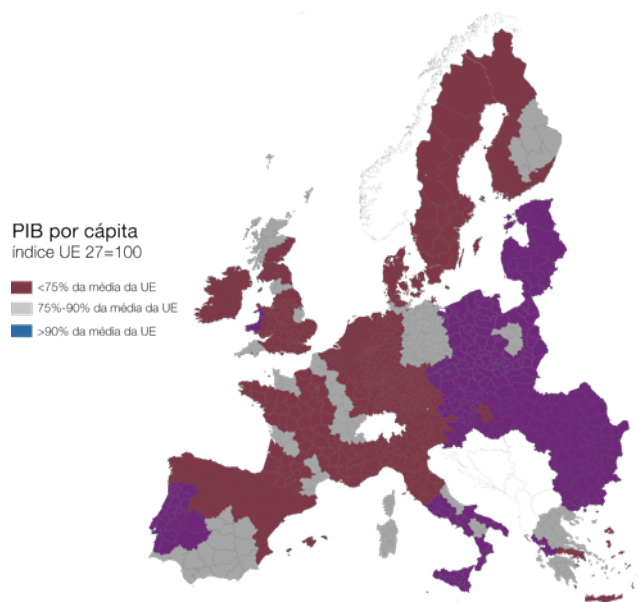 PIB por cápita
índice UE 27=100
<75% da média da UE
75%-90% da média da UE
>90% da média da UE